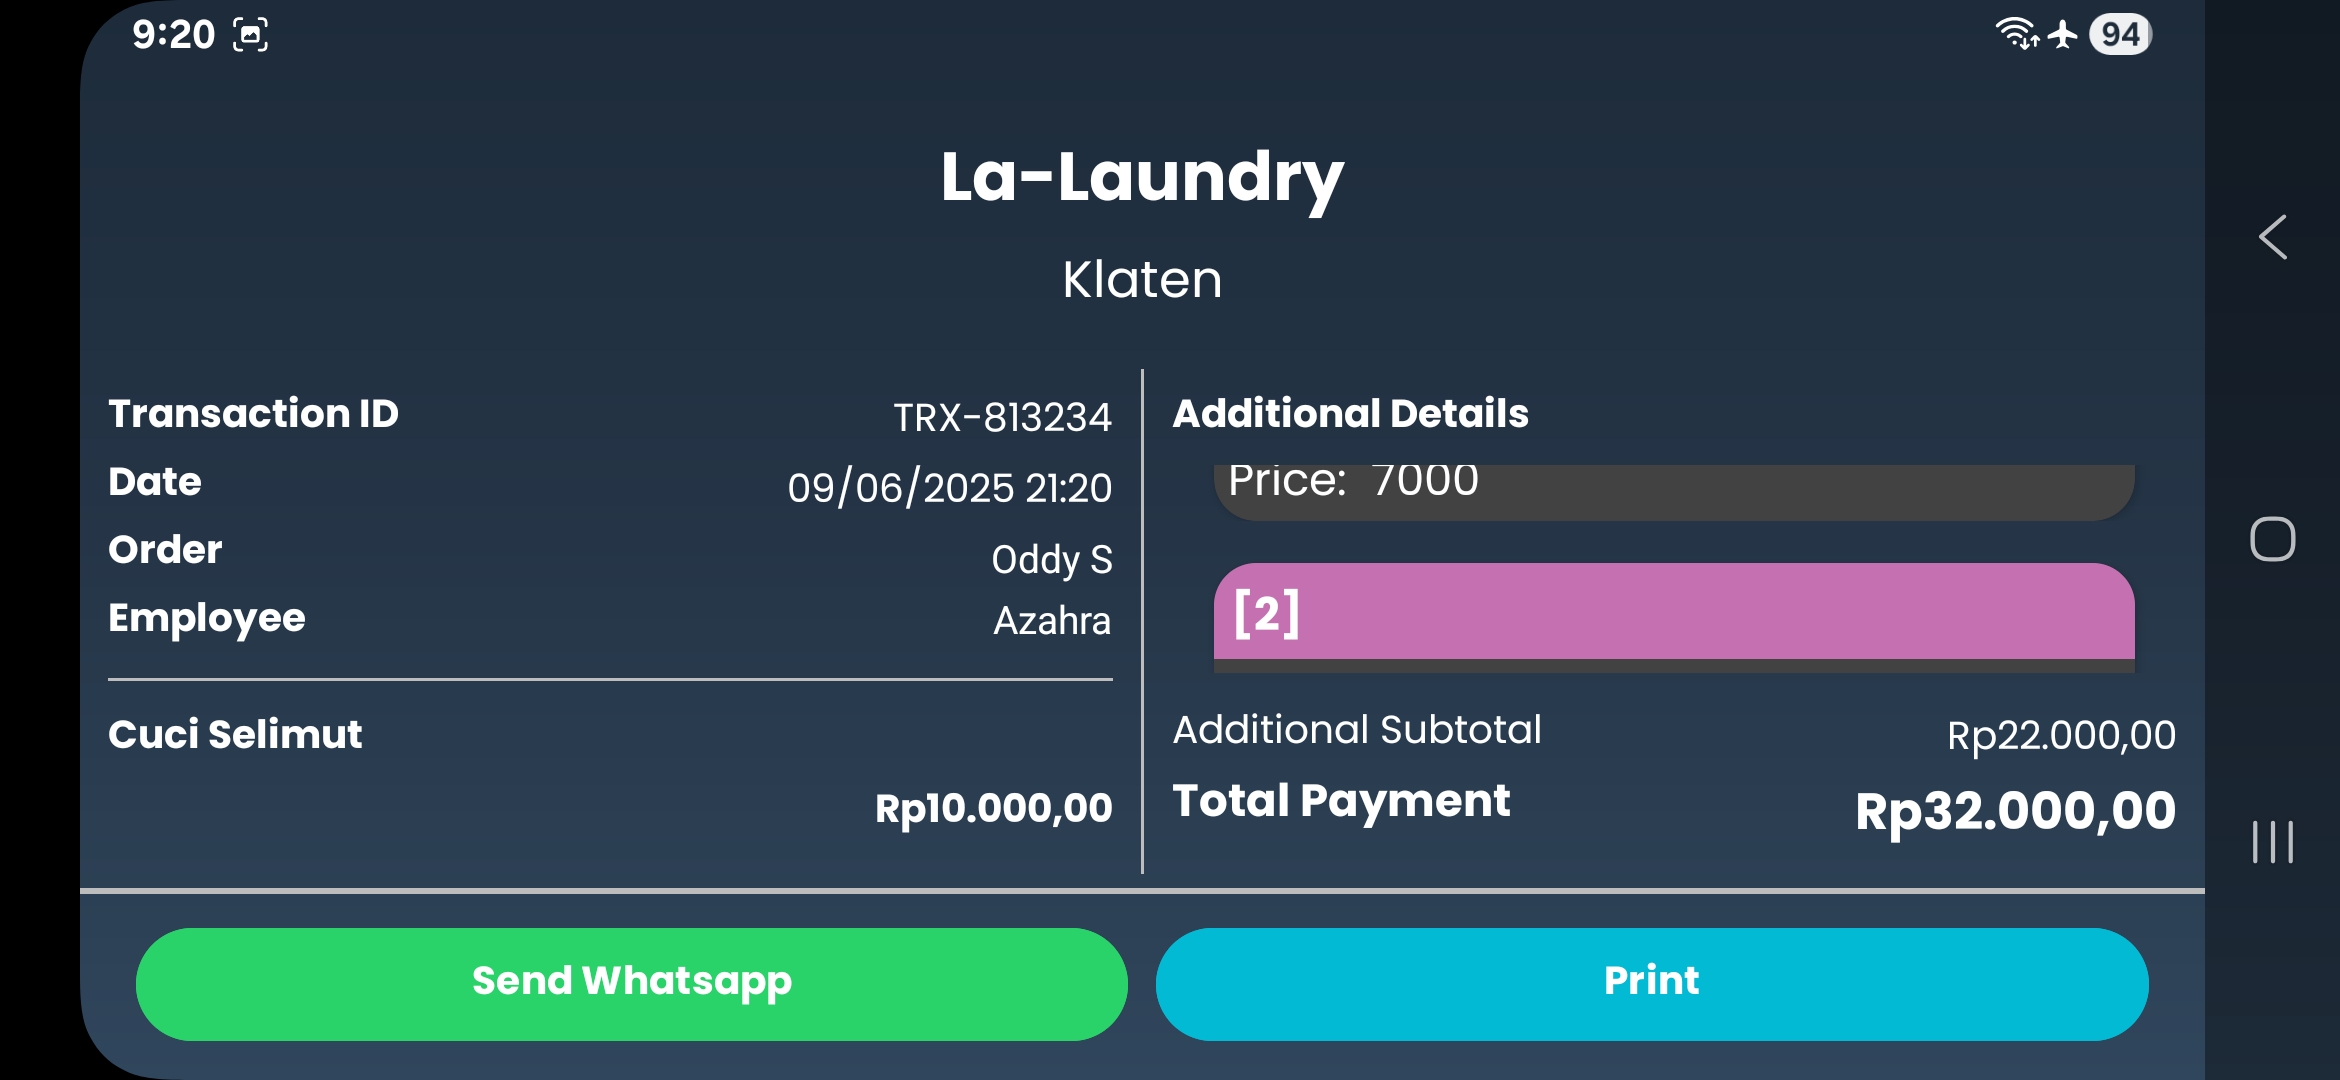 9:20
94
La-Laundry
Klaten
Transaction ID TRX-813234
Date 09/06/2025 21:20
Order Oddy S
Employee Azahra
Cuci Selimut
Rp10.000,00
Additional Details
Price: 7000
[2]
Additional Subtotal Rp22.000,00
Total Payment Rp32.000,00
Send Whatsapp
Print